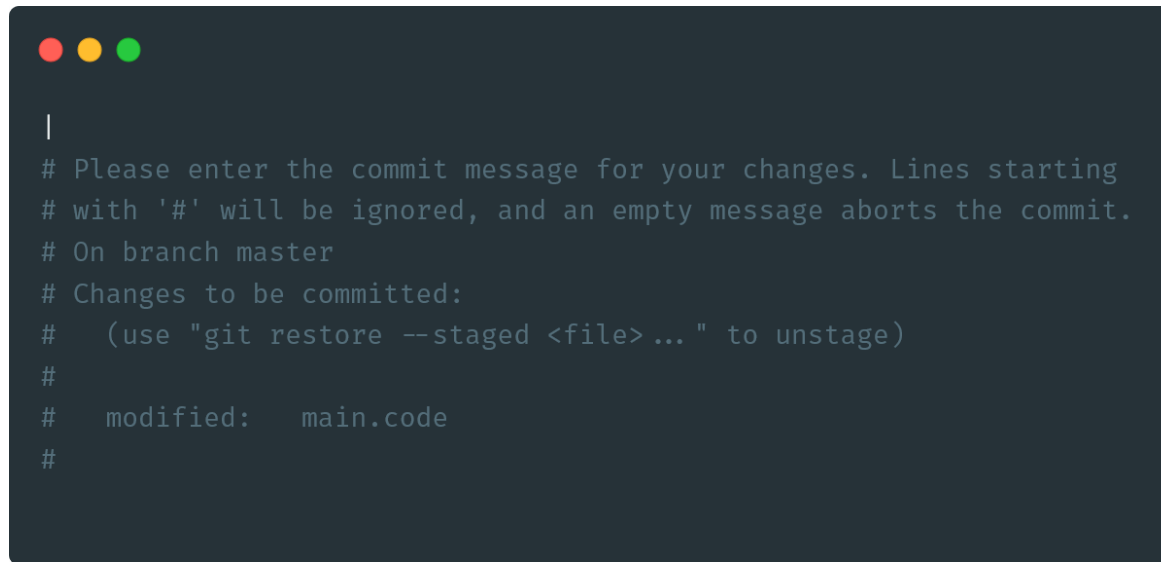 # Please enter the commit message for your changes. Lines starting
# with '#' will be ignored, and an empty message aborts the commit.
# On branch master
# Changes to be committed:
#   (use "git restore --staged <file>..." to unstage)
#
#   modified:   main.code
#